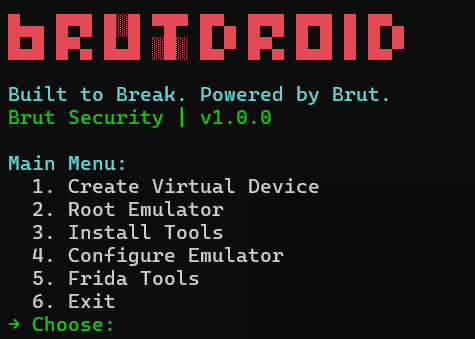 bRUTDROID
Built to Break. Powered by Brut.
Brut Security | v1.0.0
Main Menu:
1. Create Virtual Device
2. Root Emulator
3. Install Tools
4. Configure Emulator
5. Frida Tools
6. Exit
→ Choose: